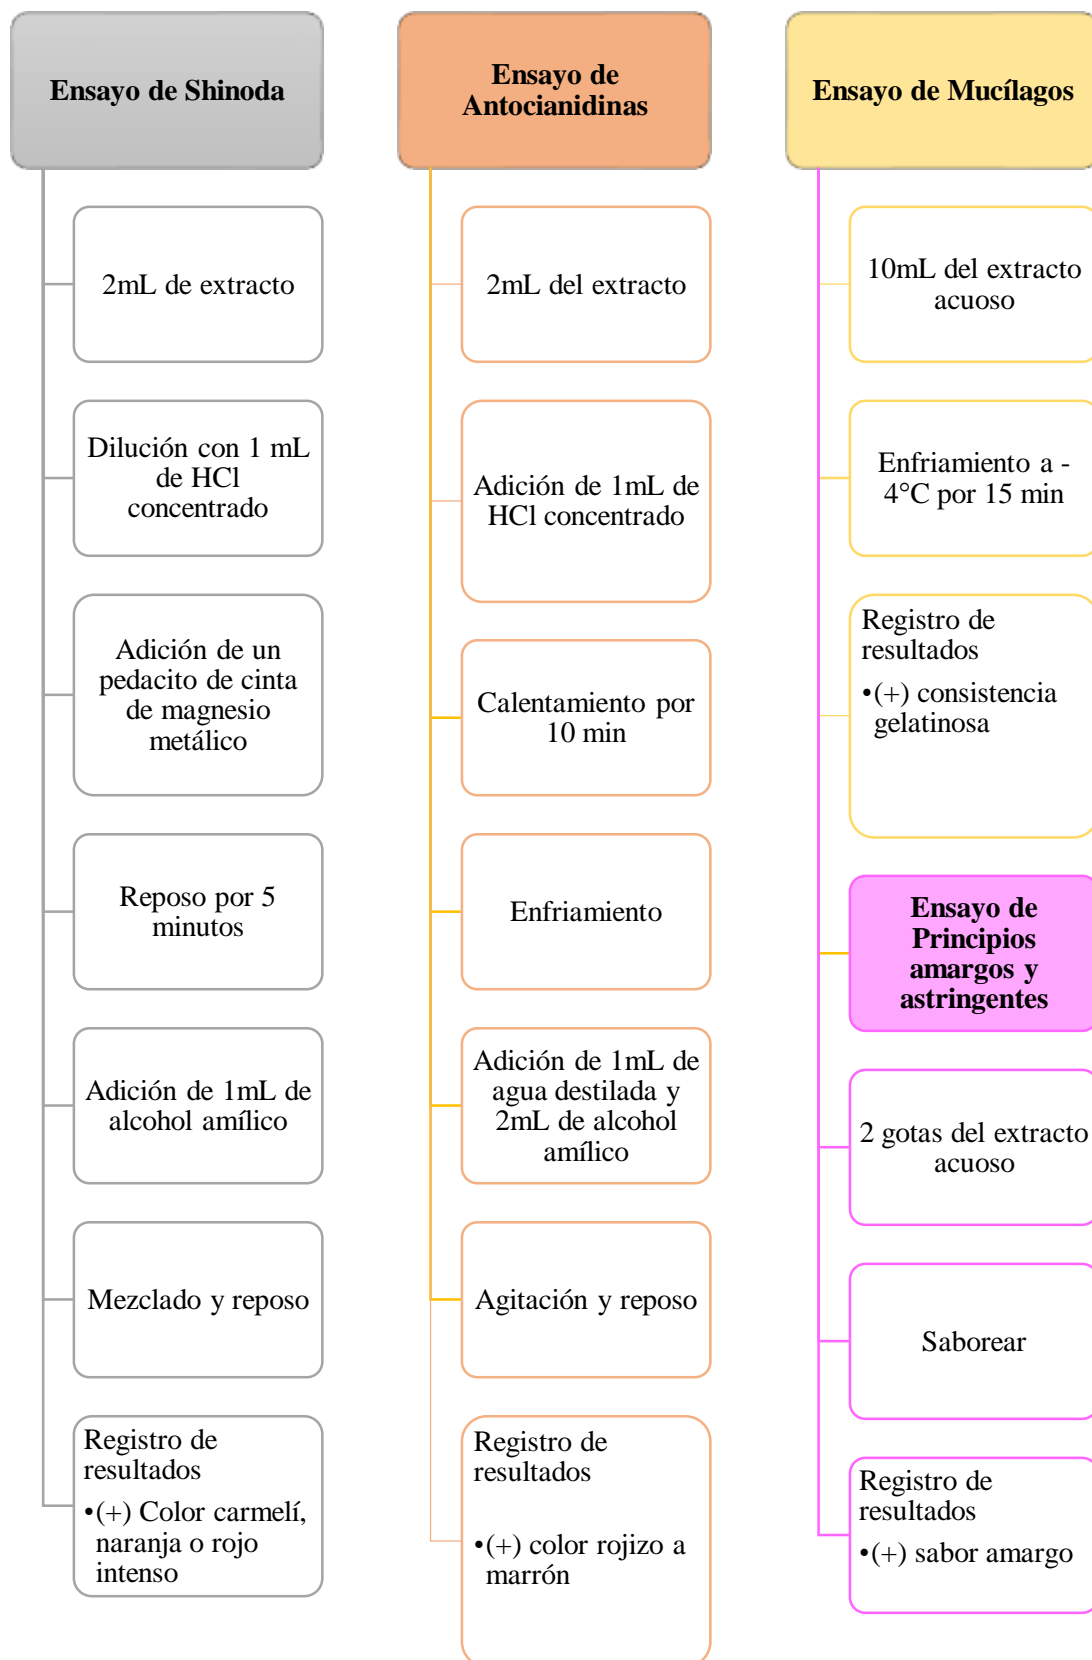 Ensayo de Shinoda
2mL de extracto
Dilución con 1 mL
de HCl
concentrado
Adición de un
pedacito de cinta
de magnesio
metálico
Reposo por 5
minutos
Adición de 1mL de
alcohol amílico
Mezclado y reposo
Registro de
resultados
•(+) Color carmelí,
naranja o rojo
intenso
Ensayo de
Antocianidinas
2mL del extracto
Adición de 1mL de
HCl concentrado
Calentamiento por
10 min
Enfriamiento
Adición de 1mL de
agua destilada y
2mL de alcohol
amílico
Agitación y reposo
Registro de
resultados
•(+) color rojizo a
marrón
Ensayo de Mucílagos
10mL del extracto
acuoso
Enfriamiento a -
4°C por 15 min
Registro de
resultados
•(+) consistencia
gelatinosa
Ensayo de
Principios
amargos y
astringentes
2 gotas del extracto
acuoso
Saborear
Registro de
resultados
•(+) sabor amargo